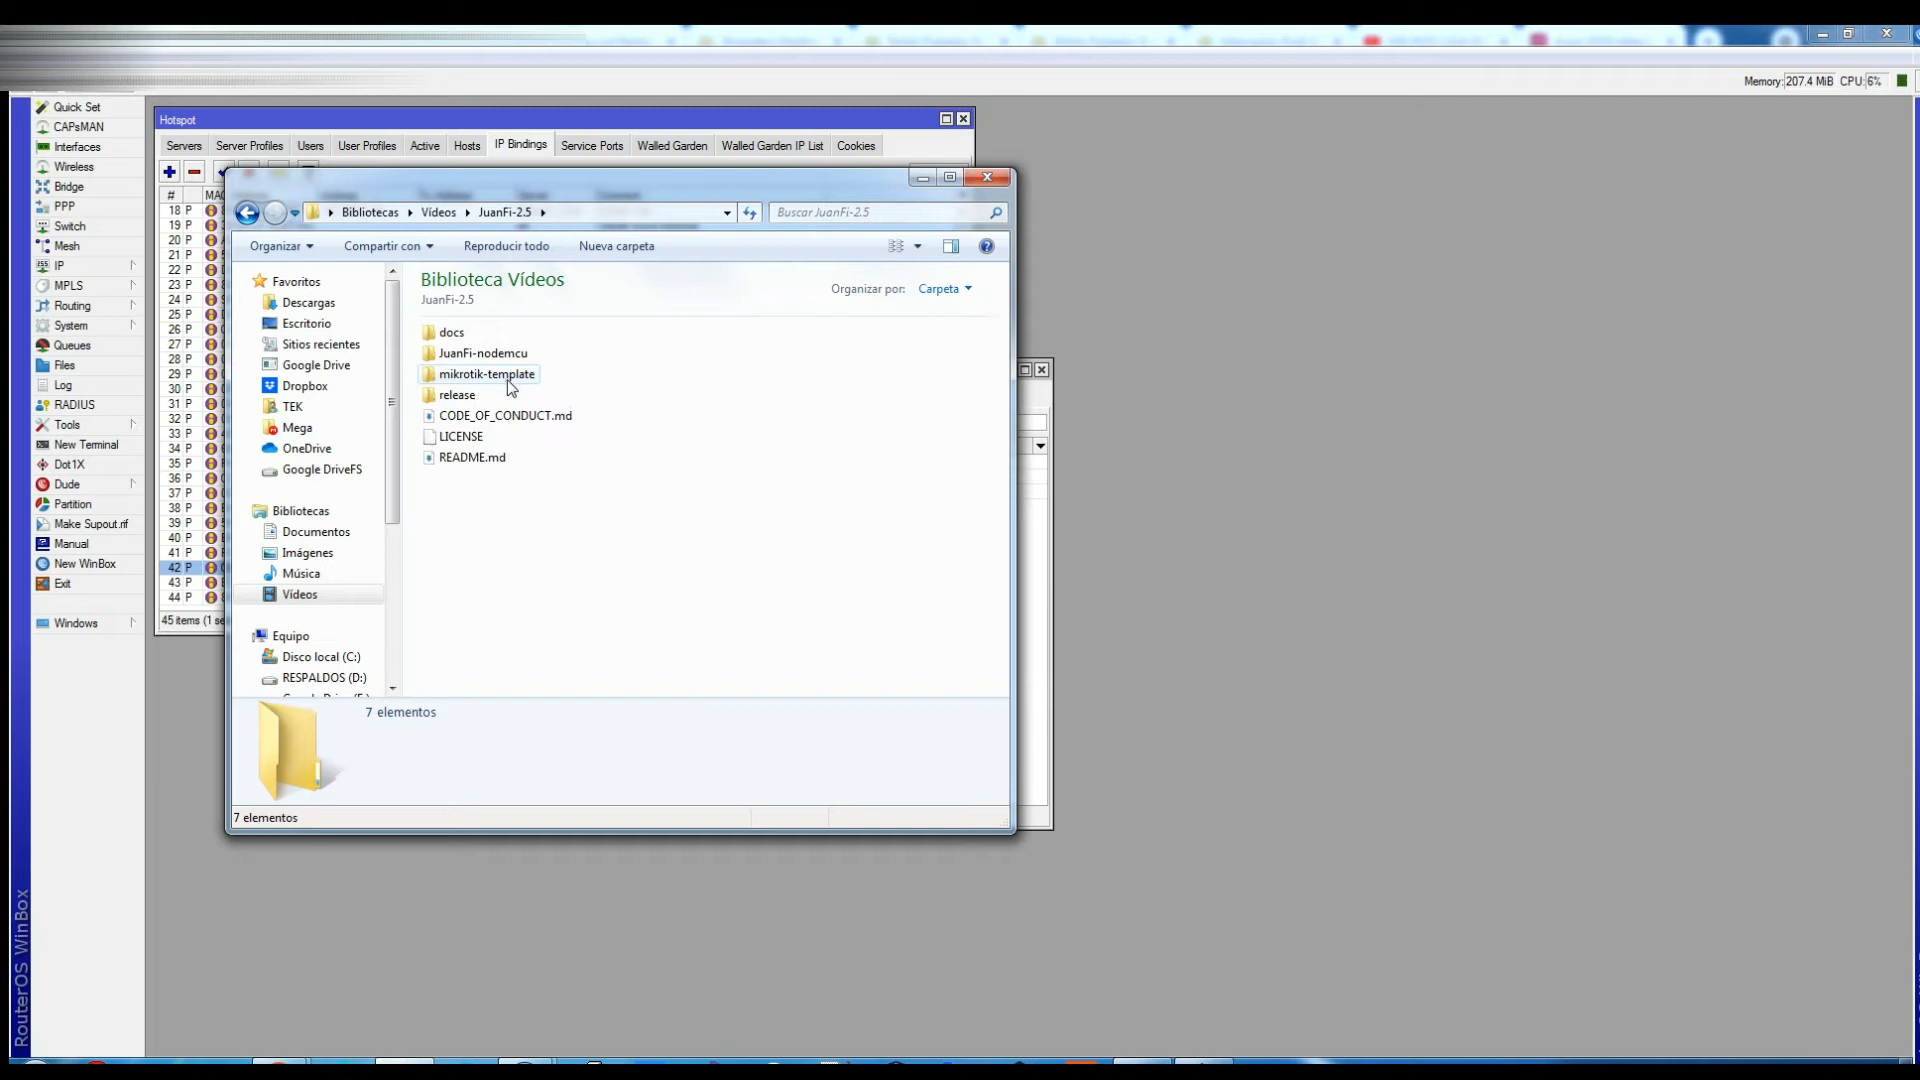 Memory: 207.4 MiB CPU: 6%
Quick Set
CAPsMAN
Interfaces
Wireless
Bridge
PPP
Switch
Mesh
IP
MPLS
Routing
System
Queues
Files
Log
RADIUS
Tools
New Terminal
Dot1X
Dude
Partition
Make Supout.rif
Manual
New WinBox
Exit
Windows
RouterOS WinBox
Hotspot
Servers Server Profiles Users User Profiles Active Hosts IP Bindings Service Ports Walled Garden Walled Garden IP List Cookies
#
18 P
19 P
20 P
21 P
22 P
23 P
24 P
25 P
26 P
27 P
28 P
29 P
30 P
31 P
32 P
33 P
34 P
35 P
36 P
37 P
38 P
39 P
40 P
41 P
42 P
43 P
44 P
45 items
Bibliotecas Vídeos JuanFi-2.5
Buscar JuanFi-2.5
Organizar Compartir con Reproducir todo Nueva carpeta
Favoritos
Descargas
Escritorio
Sitios recientes
Google Drive
Dropbox
TEK
Mega
OneDrive
Google DriveFS
Bibliotecas
Documentos
Imágenes
Música
Vídeos
Equipo
Disco local (C:)
RESPALDOS (D:)
Biblioteca Vídeos
JuanFi-2.5
Organizar por: Carpeta
docs
JuanFi-nodemcu
mikrotik-template
release
CODE_OF_CONDUCT.md
LICENSE
README.md
7 elementos
7 elementos